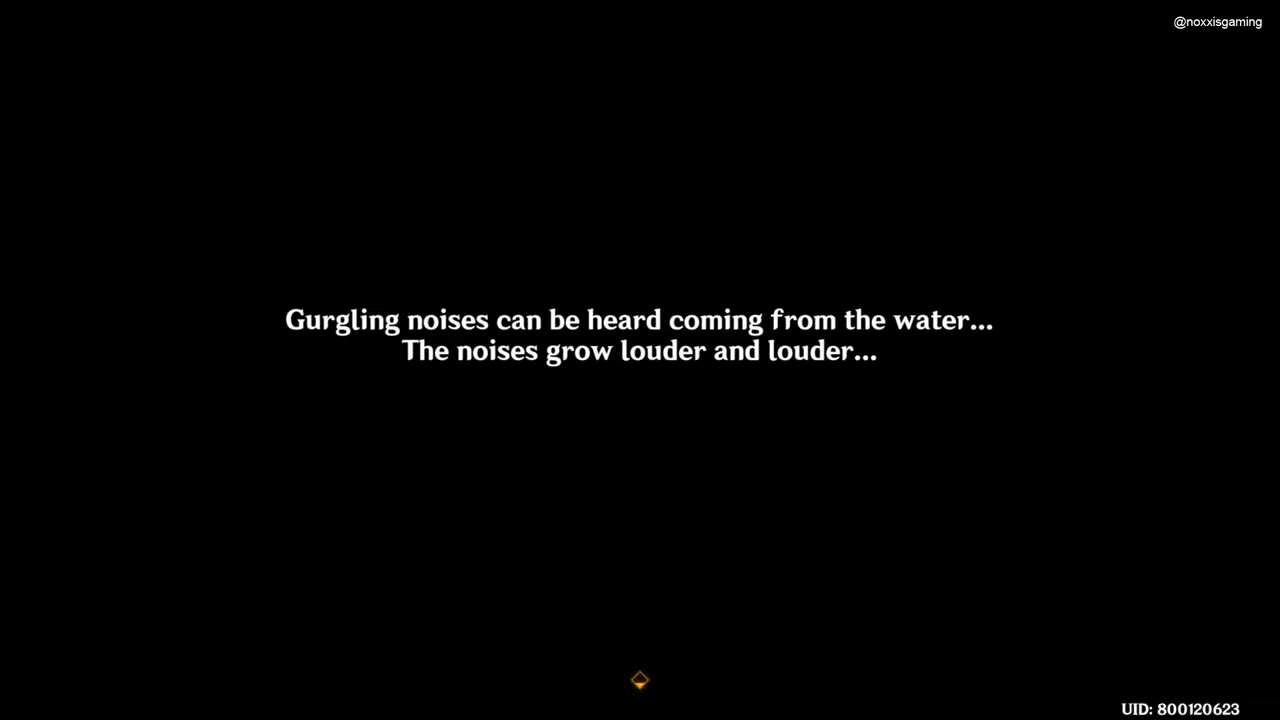 @noxxisgaming
Gurgling noises can be heard coming from the water...
The noises grow louder and louder...
UID: 800120623